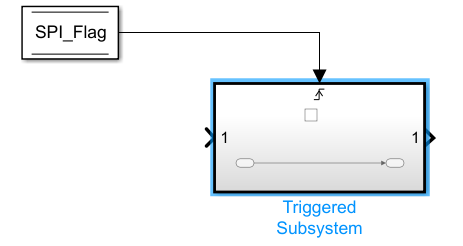 SPI_Flag
1
1
Triggered
Subsystem